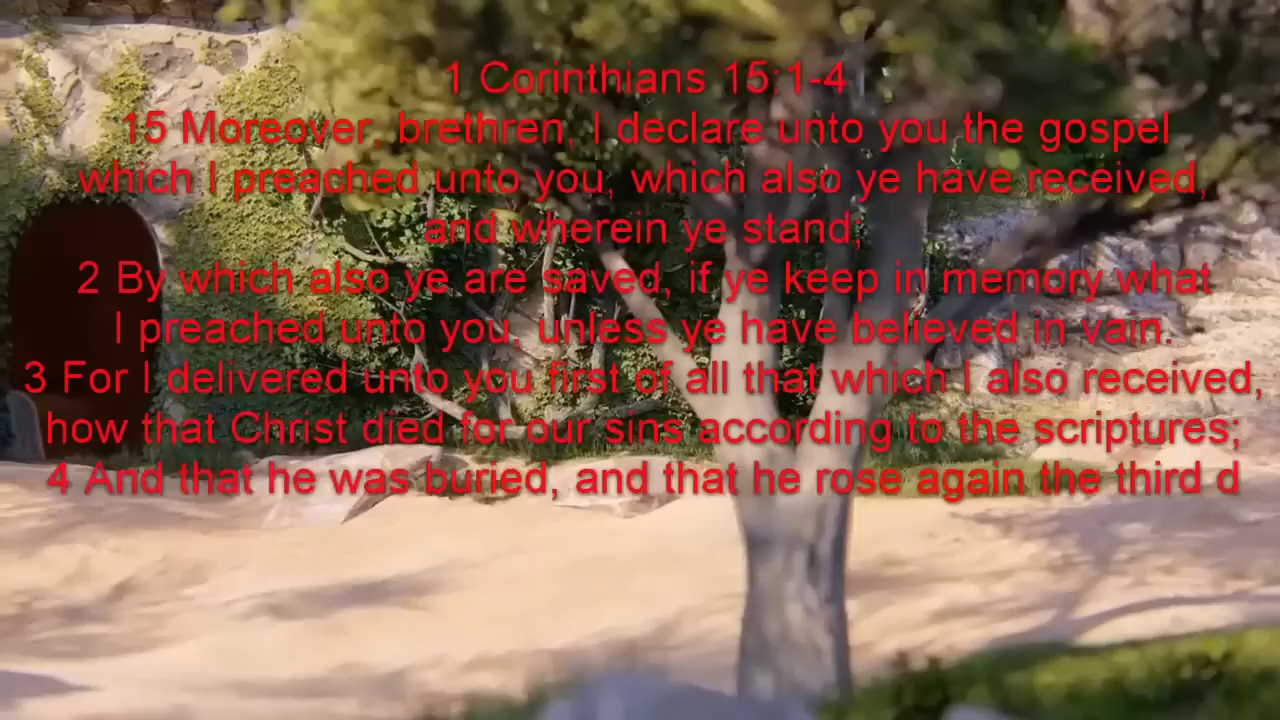 1 Corinthians 15:1-4
15 Moreover, brethren, I declare unto you the gospel
which I preached unto you, which also ye have received,
and wherein ye stand;
2 By which also ye are saved, if ye keep in memory what
I preached unto you, unless ye have believed in vain.
3 For I delivered unto you first of all that which I also received,
how that Christ died for our sins according to the scriptures;
4 And that he was buried, and that he rose again the third d